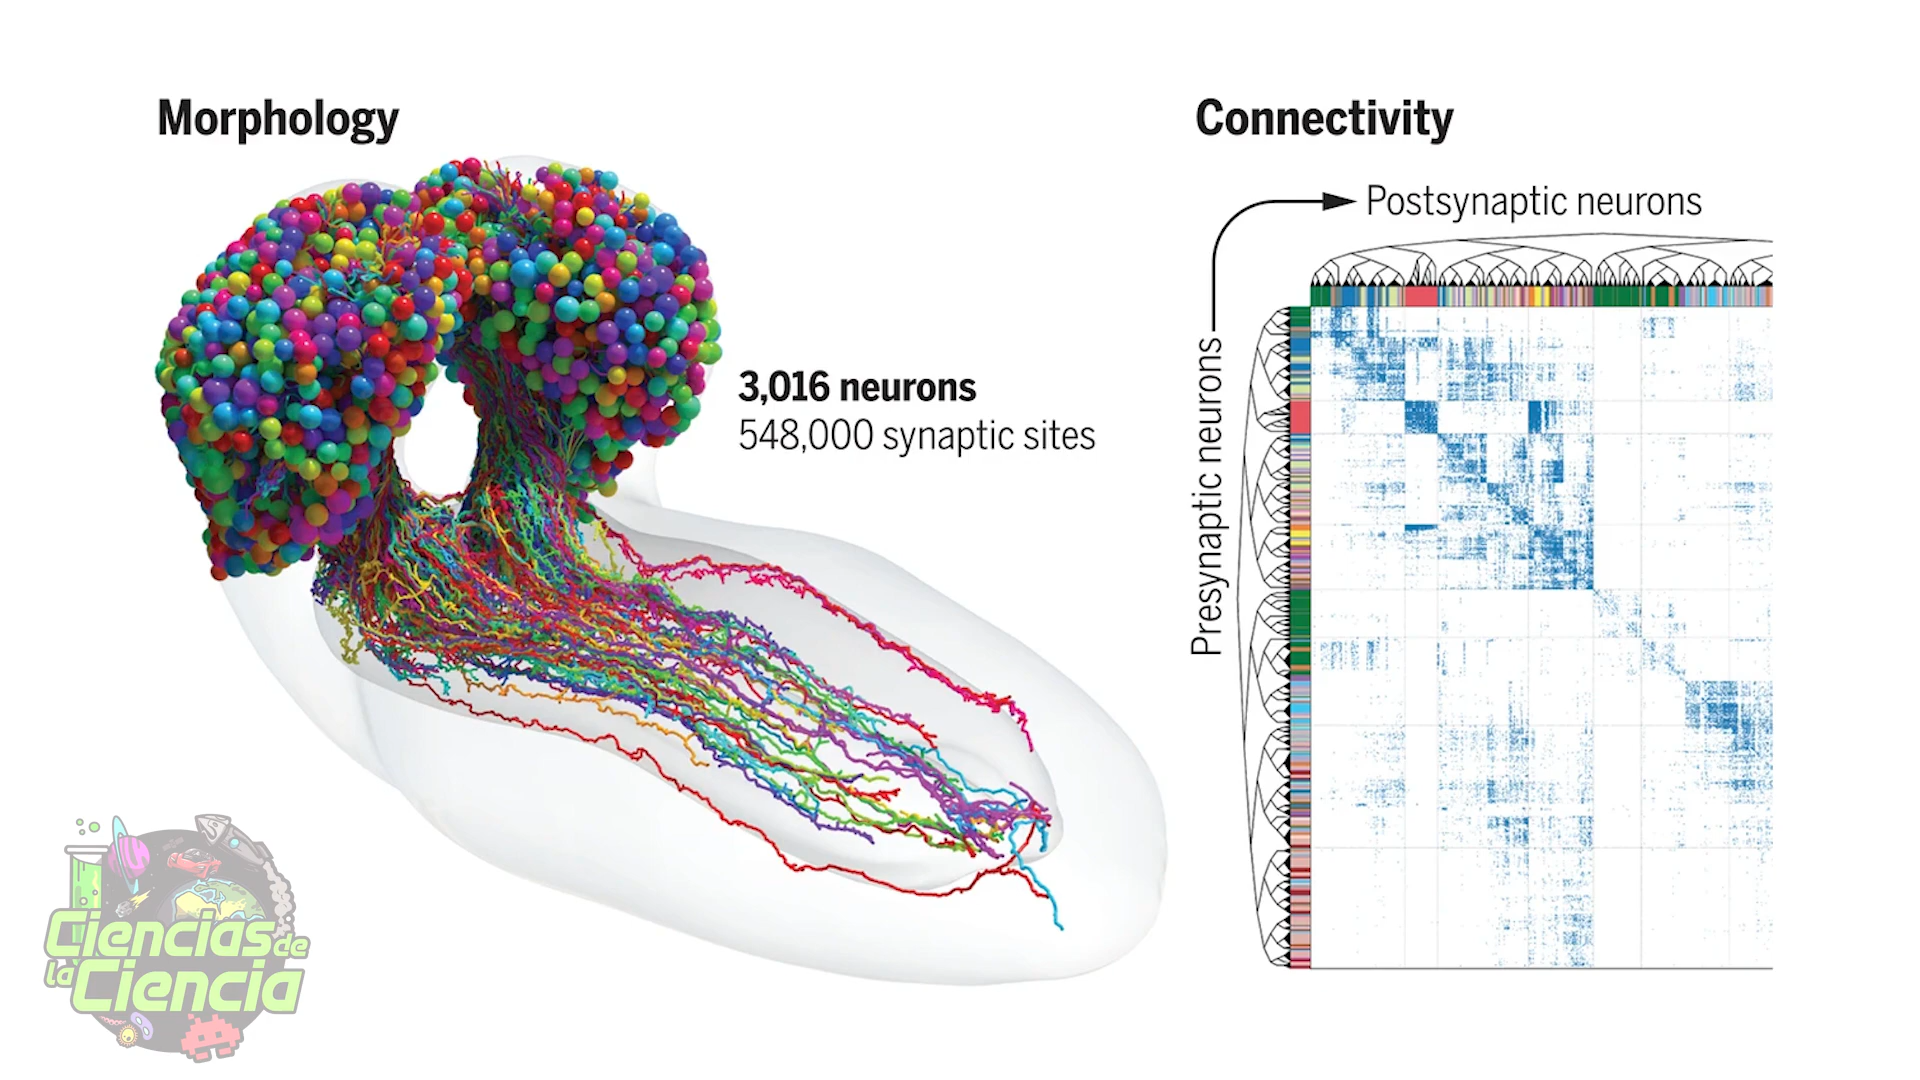 Morphology
Connectivity
Postsynaptic neurons
Presynaptic neurons
3,016 neurons
548,000 synaptic sites
Ciencias de
la Ciencia